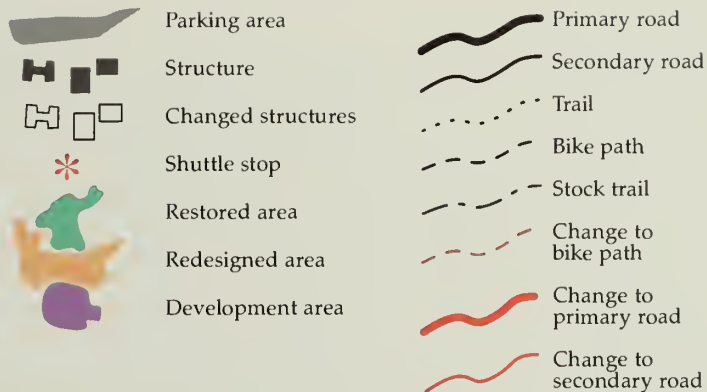 Parking area
Structure
Changed structures
Shuttle stop
Restored area
Redesigned area
Development area
Primary road
Secondary road
Trail
Bike path
Stock trail
Change to
bike path
Change to
primary road
Change to
secondary road